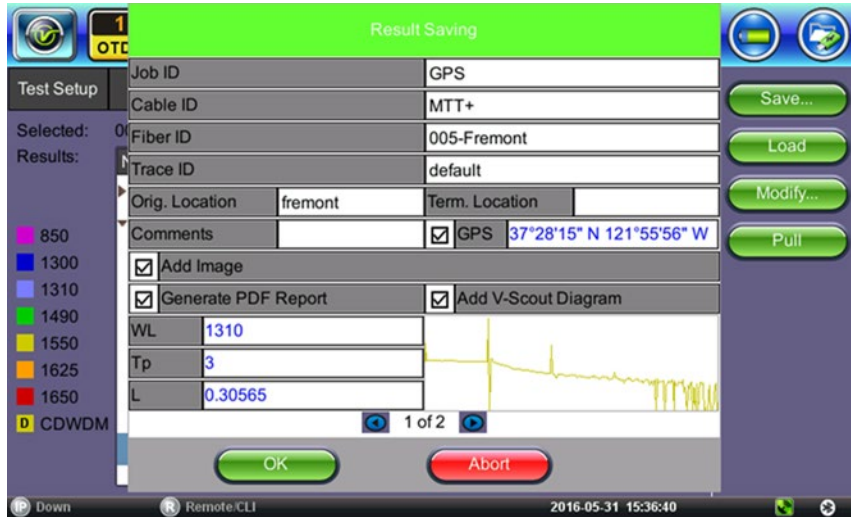 1
OTD
Result Saving
Test Setup
Job ID
GPS
Cable ID
MTT+
Save...
Selected: 00
Fiber ID
005-Fremont
Load
Results:
Trace ID
default
Orig. Location
fremont
Term. Location
Modify...
850
Comments
GPS
37°28'15" N 121°55'56" W
Pull
1300
Add Image
1310
Generate PDF Report
Add V-Scout Diagram
1490
WL
1310
1550
Tp
3
1625
L
0.30565
1650
1 of 2
D CDWDM
OK
Abort
IP Down
R Remote/CLI
2016-05-31 15:36:40